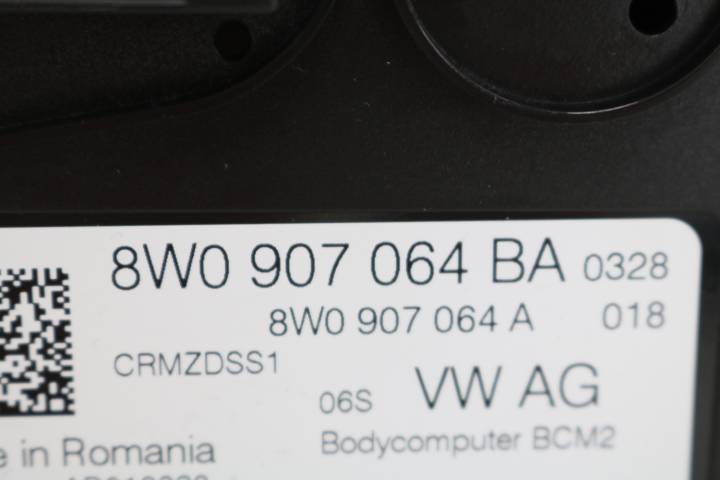 8W0 907 064 BA 0328
8W0 907 064 A 018
CRMZDSS1
06S VW AG
in Romania Bodycomputer BCM2